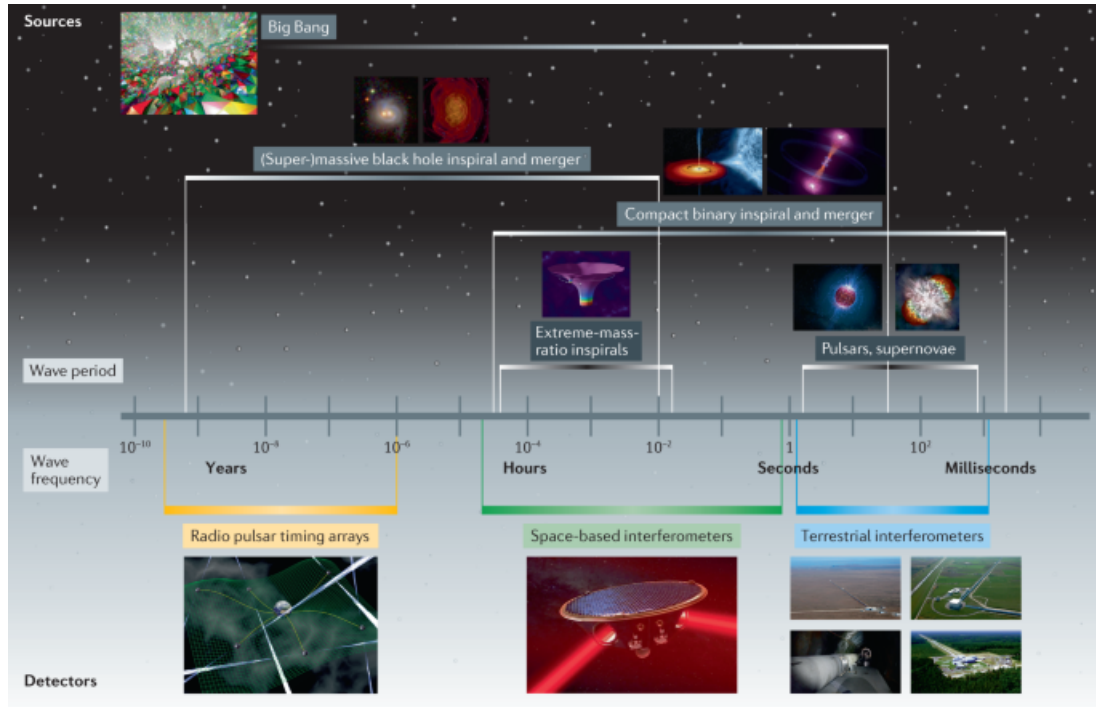 Sources
Big Bang
(Super-)massive black hole inspiral and merger
Compact binary inspiral and merger
Extreme-mass-
ratio inspirals
Pulsars, supernovae
Wave period
10⁻¹⁰ 10⁻⁸ 10⁻⁶ 10⁻⁴ 10⁻² 1 10²
Wave
frequency
Years Hours Seconds Milliseconds
Radio pulsar timing arrays
Space-based interferometers
Terrestrial interferometers
Detectors